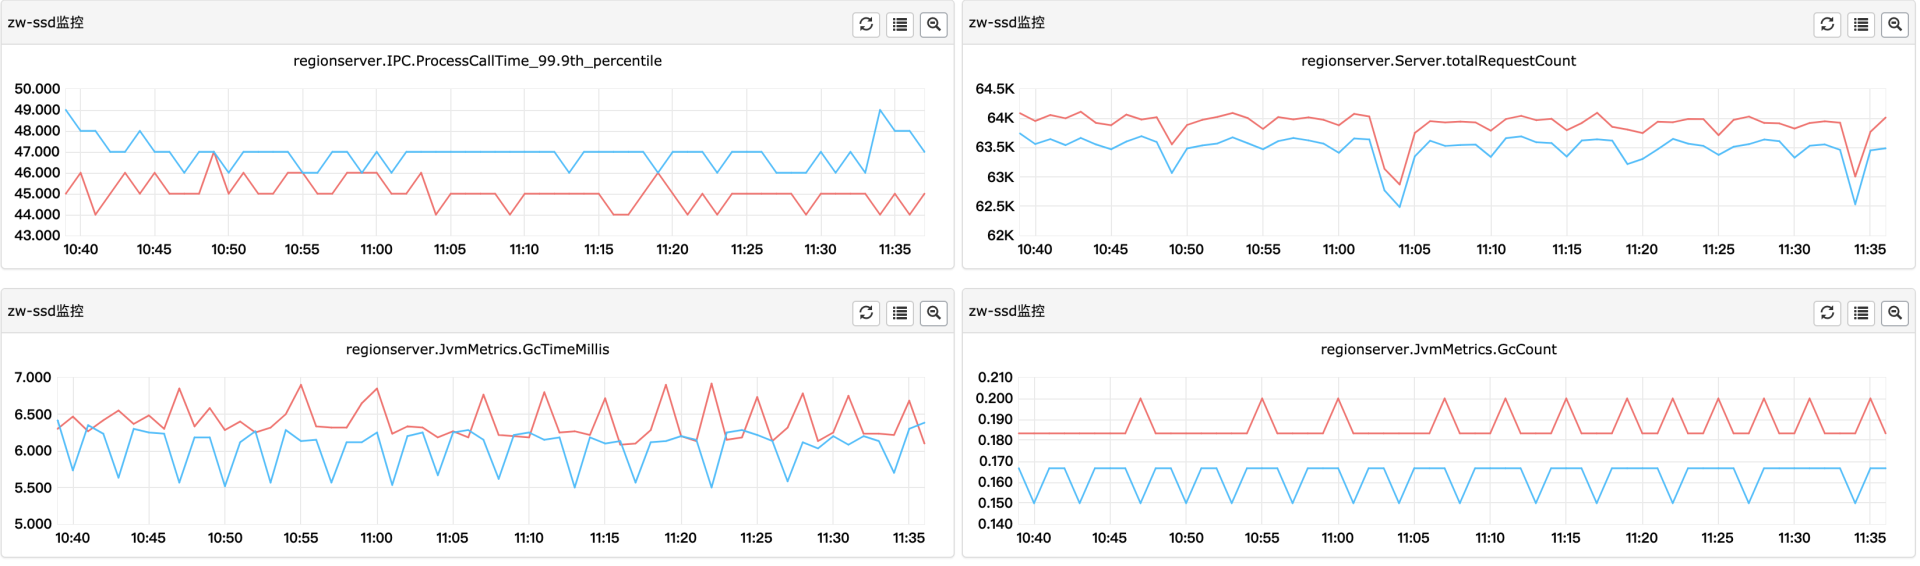 zw-ssd监控
regionserver.IPC.ProcessCallTime_99.9th_percentile
50.000
49.000
48.000
47.000
46.000
45.000
44.000
43.000
10:40 10:45 10:50 10:55 11:00 11:05 11:10 11:15 11:20 11:25 11:30 11:35
zw-ssd监控
regionserver.Server.totalRequestCount
64.5K
64K
63.5K
63K
62.5K
62K
10:40 10:45 10:50 10:55 11:00 11:05 11:10 11:15 11:20 11:25 11:30 11:35
zw-ssd监控
regionserver.JvmMetrics.GcTimeMillis
7.000
6.500
6.000
5.500
5.000
10:40 10:45 10:50 10:55 11:00 11:05 11:10 11:15 11:20 11:25 11:30 11:35
zw-ssd监控
regionserver.JvmMetrics.GcCount
0.210
0.200
0.190
0.180
0.170
0.160
0.150
0.140
10:40 10:45 10:50 10:55 11:00 11:05 11:10 11:15 11:20 11:25 11:30 11:35